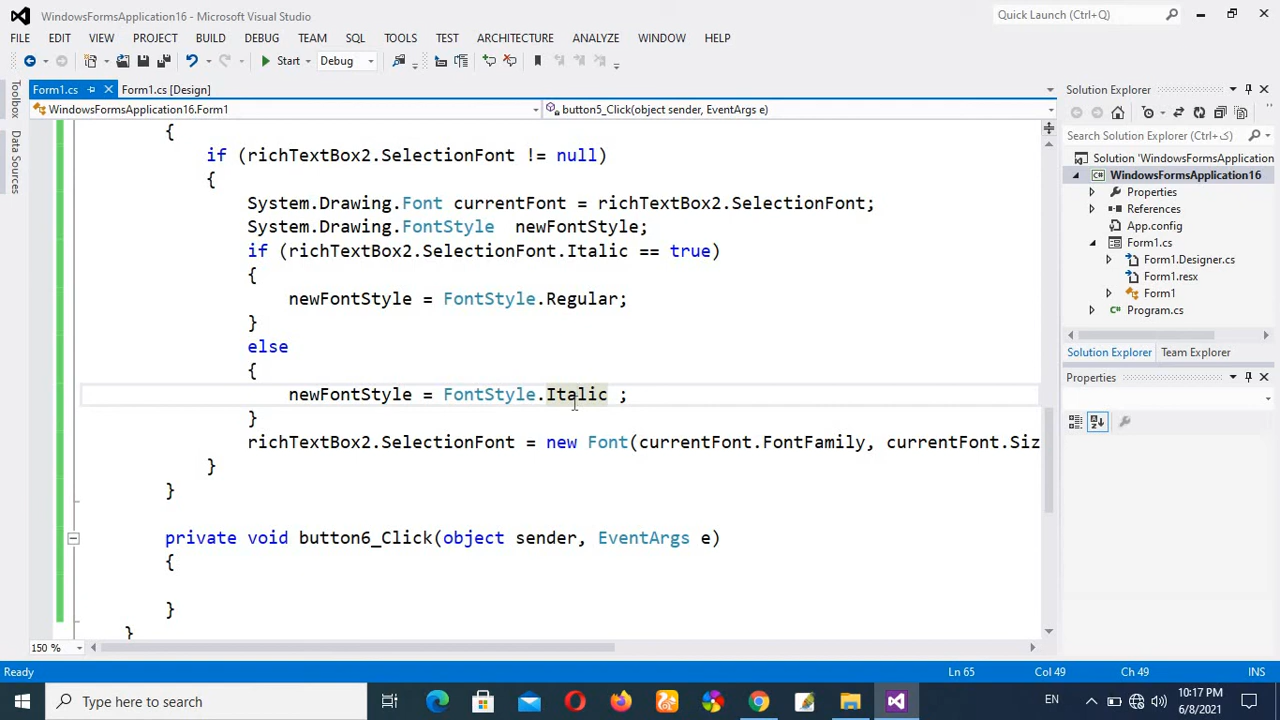 WindowsFormsApplication16 - Microsoft Visual Studio
Quick Launch (Ctrl+Q)
FILE EDIT VIEW PROJECT BUILD DEBUG TEAM SQL TOOLS TEST ARCHITECTURE ANALYZE WINDOW HELP
Start Debug
Toolbox
Data Sources
Form1.cs Form1.cs [Design]
WindowsFormsApplication16.Form1 button5_Click(object sender, EventArgs e)
{
if (richTextBox2.SelectionFont != null)
{
System.Drawing.Font currentFont = richTextBox2.SelectionFont;
System.Drawing.FontStyle newFontStyle;
if (richTextBox2.SelectionFont.Italic == true)
{
newFontStyle = FontStyle.Regular;
}
else
{
newFontStyle = FontStyle.Italic ;
}
richTextBox2.SelectionFont = new Font(currentFont.FontFamily, currentFont.Siz
}
}
private void button6_Click(object sender, EventArgs e)
{
}
}
150 %
Solution Explorer
Search Solution Explorer (Ctrl+ک)
Solution 'WindowsFormsApplication
WindowsFormsApplication16
Properties
References
App.config
Form1.cs
Form1.Designer.cs
Form1.resx
Form1
Program.cs
Solution Explorer Team Explorer
Properties
Ready Ln 65 Col 49 Ch 49 INS
Type here to search
EN
10:17 PM
6/8/2021